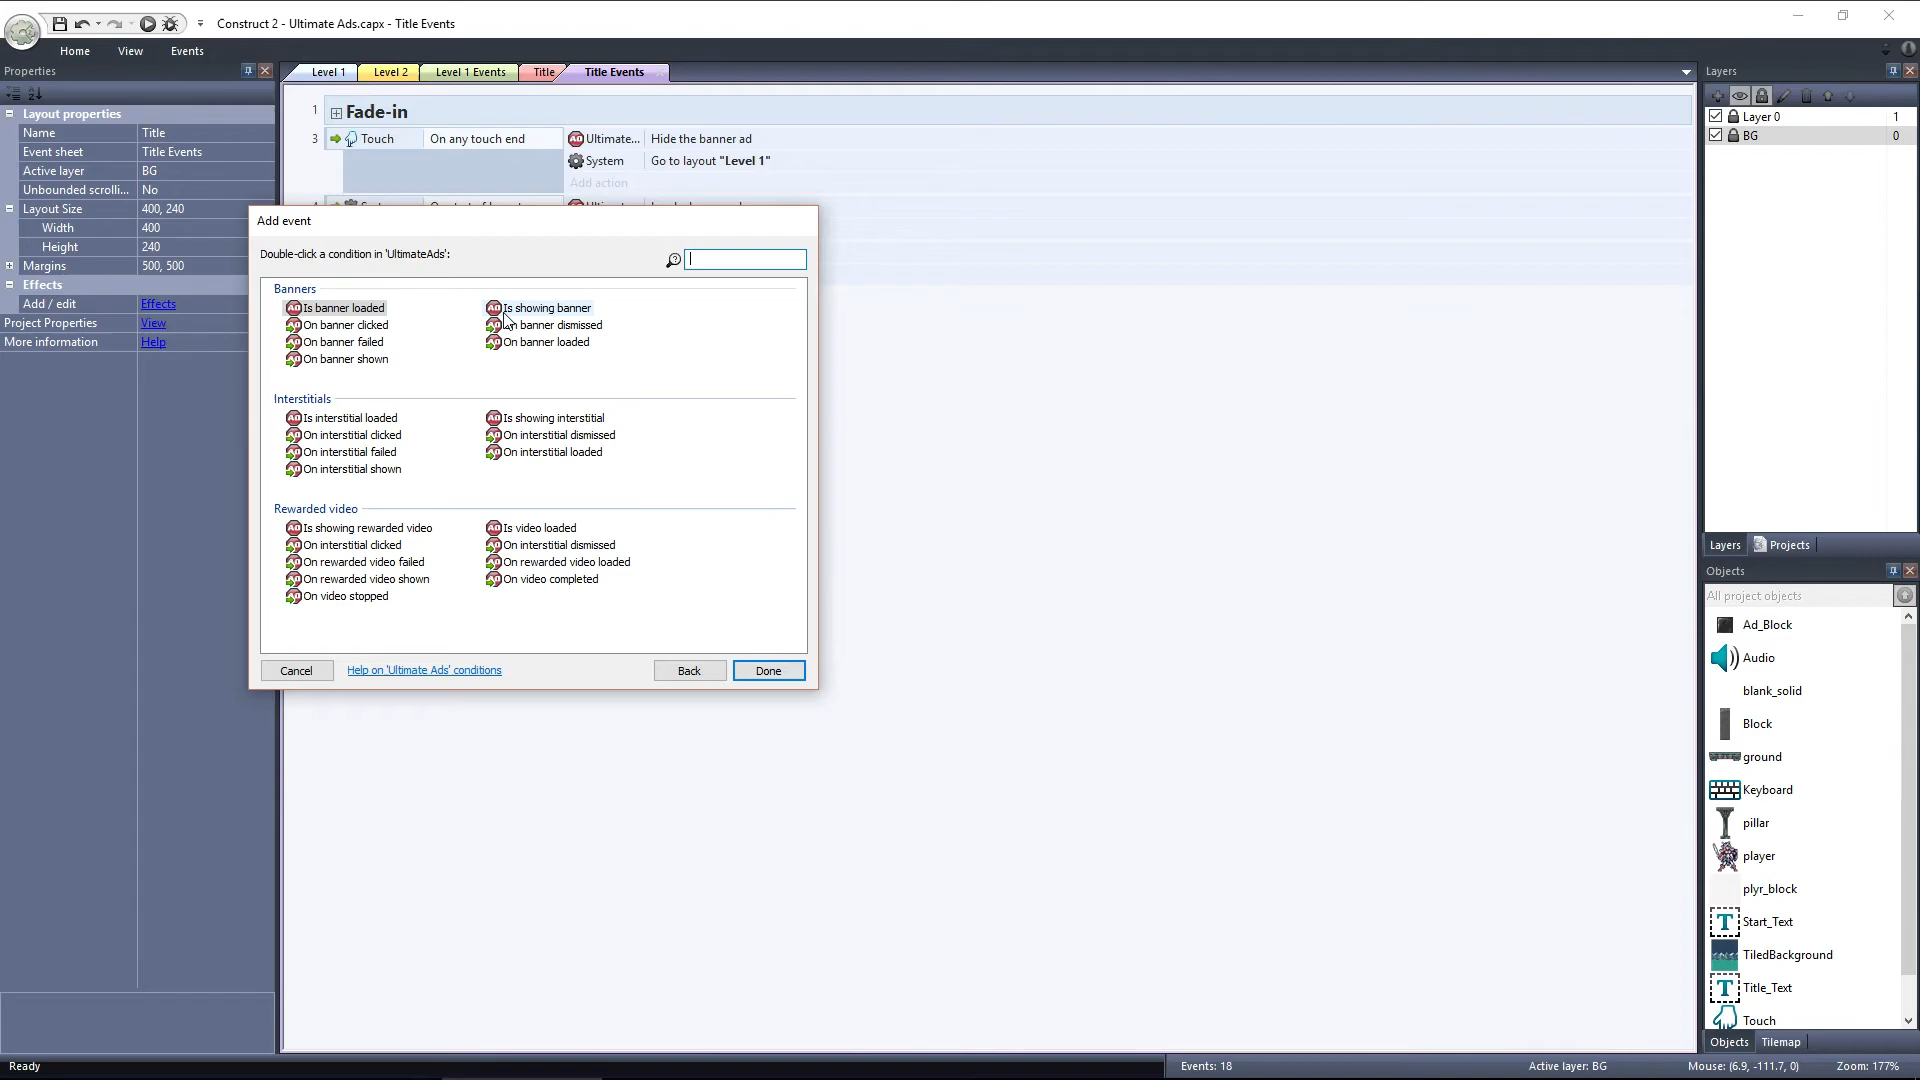 Construct 2 - Ultimate Ads.capx - Title Events
Home View Events
Properties
Layout properties
Name Title
Event sheet Title Events
Active layer BG
Unbounded scrolli... No
Layout Size 400, 240
Width 400
Height 240
Margins 500, 500
Effects
Add / edit Effects
Project Properties View
More information Help
Level 1 Level 2 Level 1 Events Title Title Events
1 Fade-in
3 Touch On any touch end Ultimate... Hide the banner ad
System Go to layout "Level 1"
Add action
4
Add event
Double-click a condition in 'UltimateAds':
Banners
Is banner loaded Is showing banner
On banner clicked On banner dismissed
On banner failed On banner loaded
On banner shown
Interstitials
Is interstitial loaded Is showing interstitial
On interstitial clicked On interstitial dismissed
On interstitial failed On interstitial loaded
On interstitial shown
Rewarded video
Is showing rewarded video Is video loaded
On interstitial clicked On interstitial dismissed
On rewarded video failed On rewarded video loaded
On rewarded video shown On video completed
On video stopped
Cancel Help on 'Ultimate Ads' conditions Back Done
Layers
Layer 0 1
BG 0
Layers Projects
Objects
All project objects
Ad_Block
Audio
blank_solid
Block
ground
Keyboard
pillar
player
plyr_block
Start_Text
TiledBackground
Title_Text
Touch
Objects Tilemap
Ready Events: 18 Active layer: BG Mouse: (6.9, -111.7, 0) Zoom: 177%